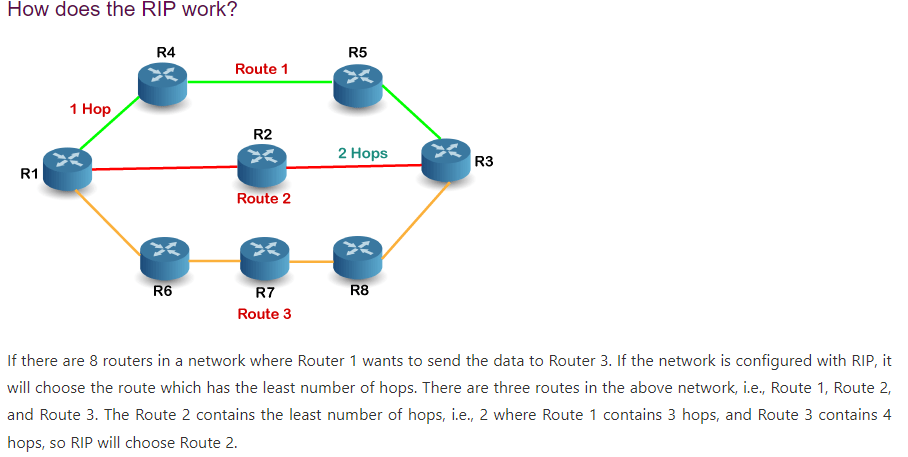 How does the RIP work?
R4
R5
Route 1
1 Hop
R2
2 Hops
R1
R3
Route 2
R6
R7
R8
Route 3
If there are 8 routers in a network where Router 1 wants to send the data to Router 3. If the network is configured with RIP, it
will choose the route which has the least number of hops. There are three routes in the above network, i.e., Route 1, Route 2,
and Route 3. The Route 2 contains the least number of hops, i.e., 2 where Route 1 contains 3 hops, and Route 3 contains 4
hops, so RIP will choose Route 2.